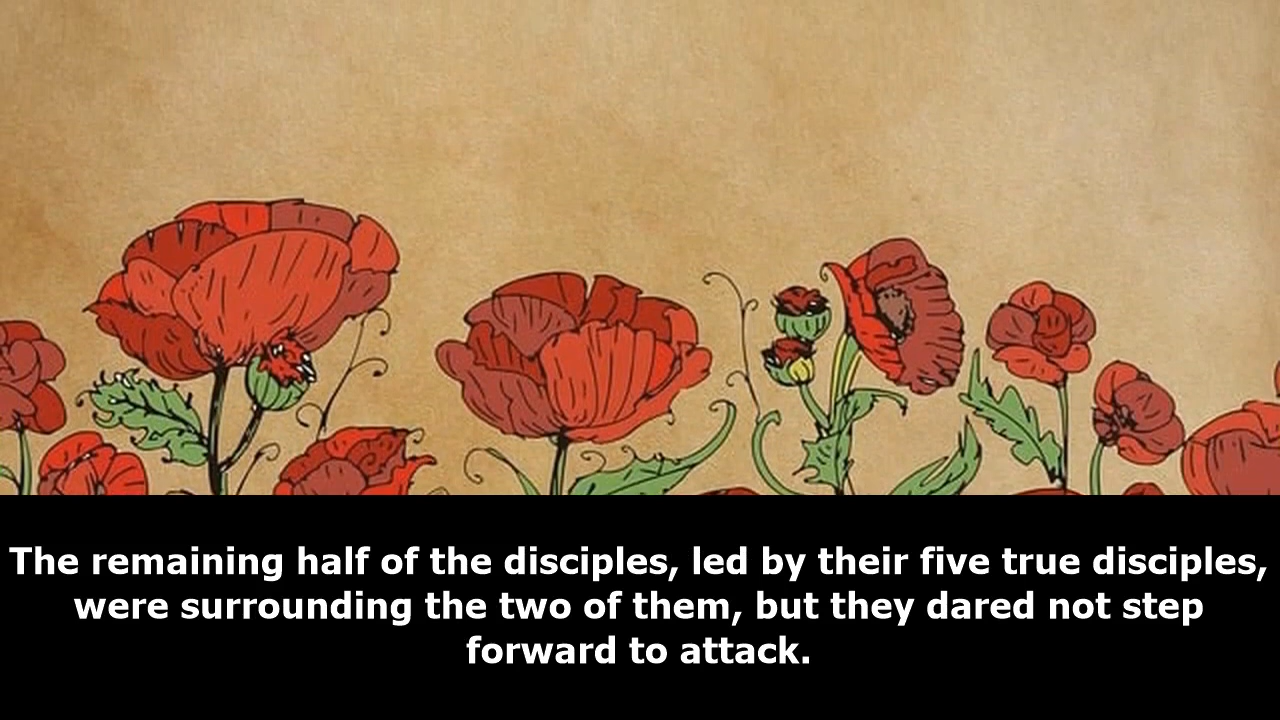 The remaining half of the disciples, led by their five true disciples,
were surrounding the two of them, but they dared not step
forward to attack.